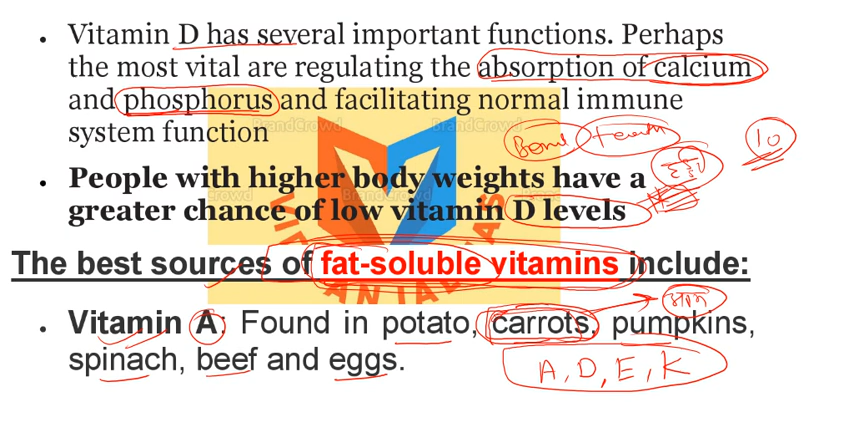 • Vitamin D has several important functions. Perhaps
the most vital are regulating the absorption of calcium
and phosphorus and facilitating normal immune
system function
BrandCrowd BrandCrowd
Bone Teeth
10
• People with higher body weights have a
greater chance of low vitamin D levels
The best sources of fat-soluble vitamins include:
• Vitamin A: Found in potato, carrots, pumpkins,
spinach, beef and eggs.
A, D, E, K